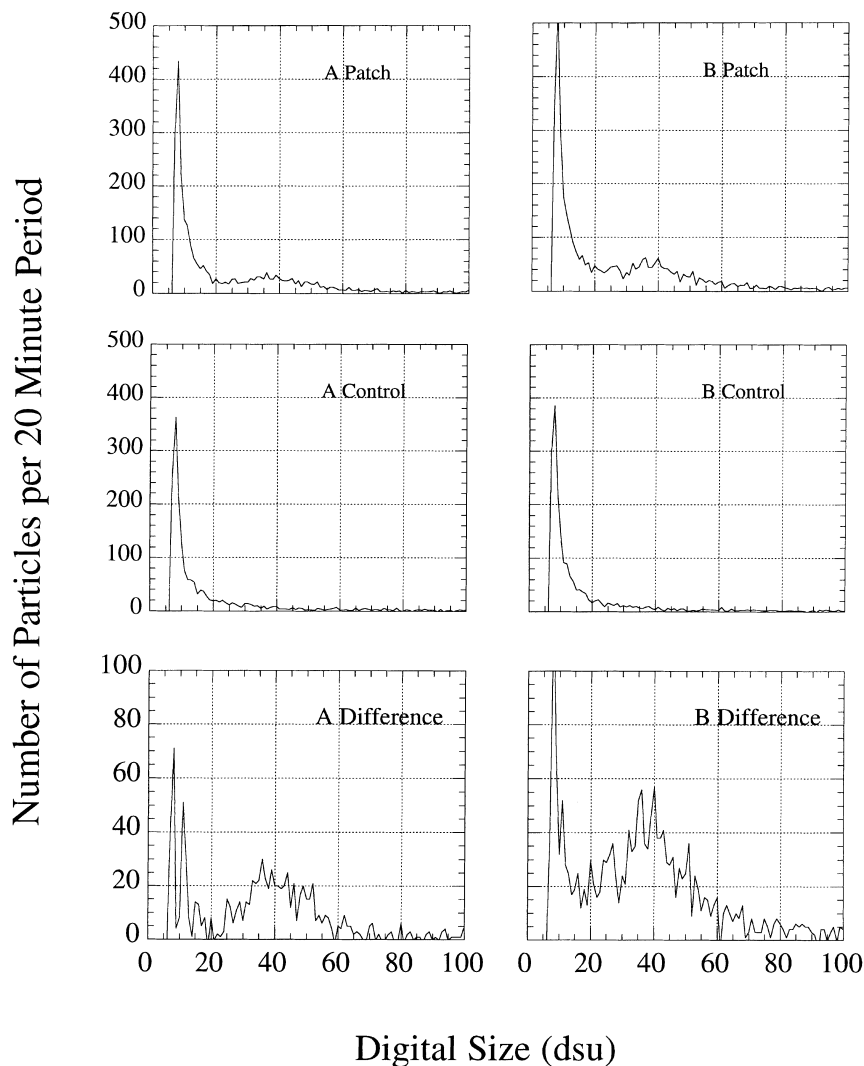 Number of Particles per 20 Minute Period
500
400
300
200
100
0
A Patch
B Patch
500
400
300
200
100
0
A Control
B Control
100
80
60
40
20
0
A Difference
B Difference
0 20 40 60 80 100
0 20 40 60 80 100
Digital Size (dsu)